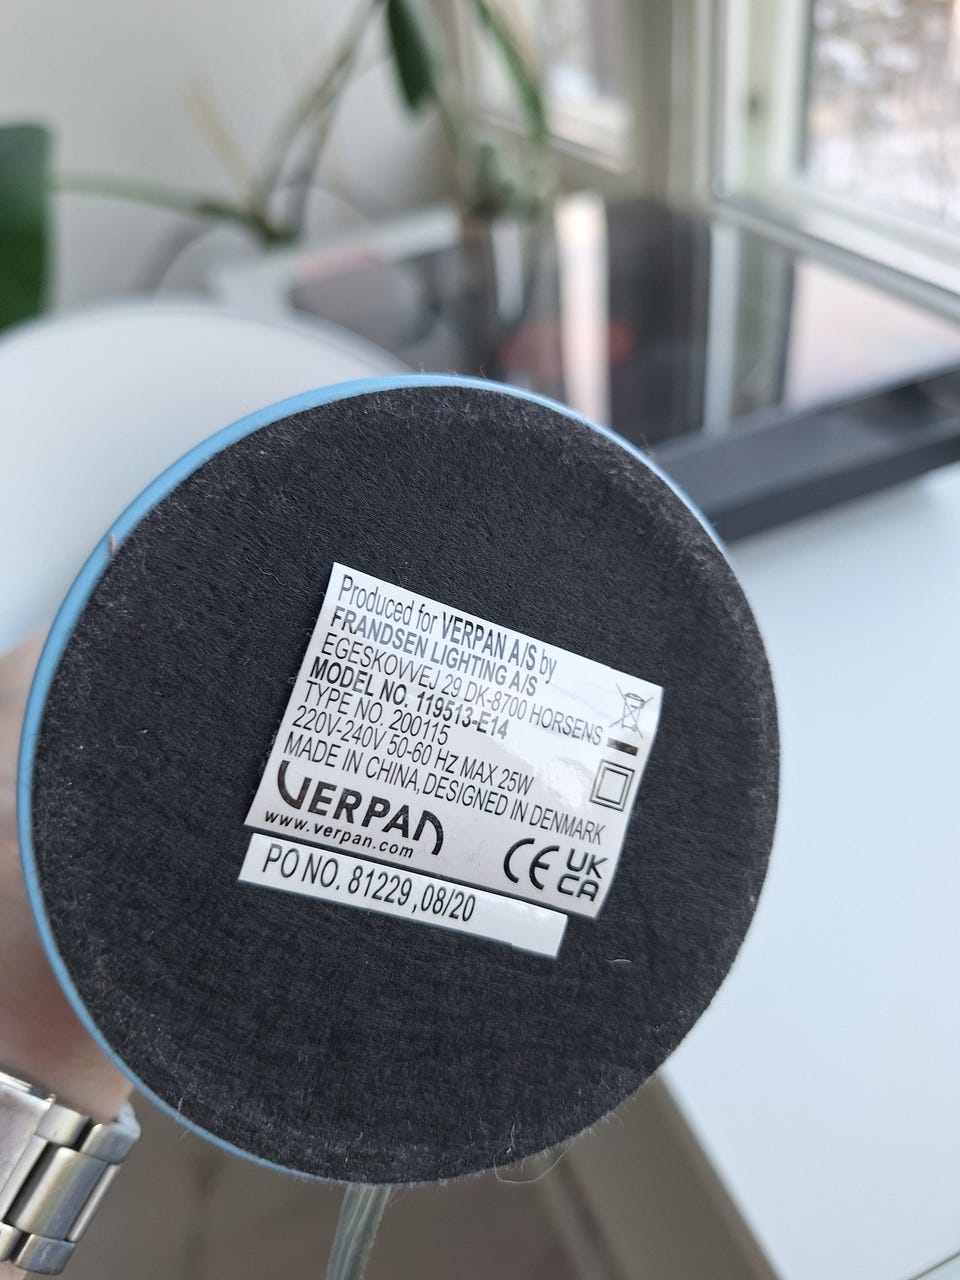 Produced for VERPAN A/S by
FRANDSEN LIGHTING A/S
EGESKOVVEJ 29 DK-8700 HORSENS
MODEL NO. 119513-E14
TYPE NO. 200115
220V-240V 50-60 HZ MAX 25W
MADE IN CHINA, DESIGNED IN DENMARK
VERPAN
www.verpan.com
CE UK CA
PO NO. 81229 ,08/20